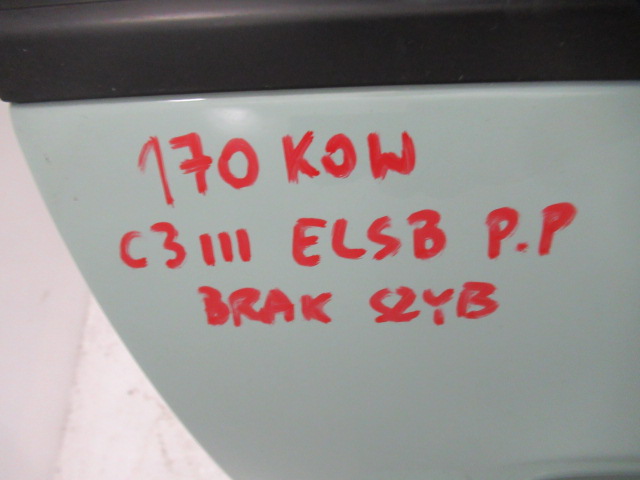 170 KOW
C3 III ELSB P.P
BRAK SZYB